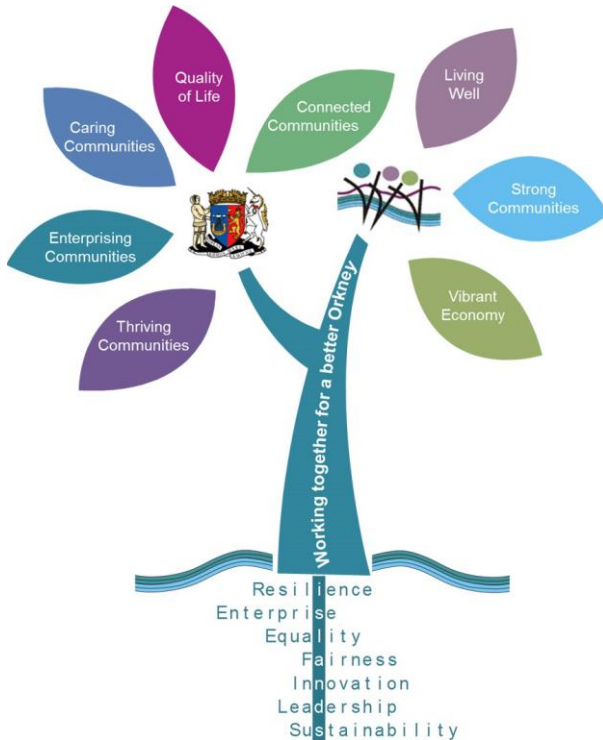 Quality
of Life
Connected
Communities
Living
Well
Caring
Communities
Strong
Communities
Enterprising
Communities
Vibrant
Economy
Thriving
Communities
Working together for a better Orkney
Resilience
Enterprise
Equality
Fairness
Innovation
Leadership
Sustainability